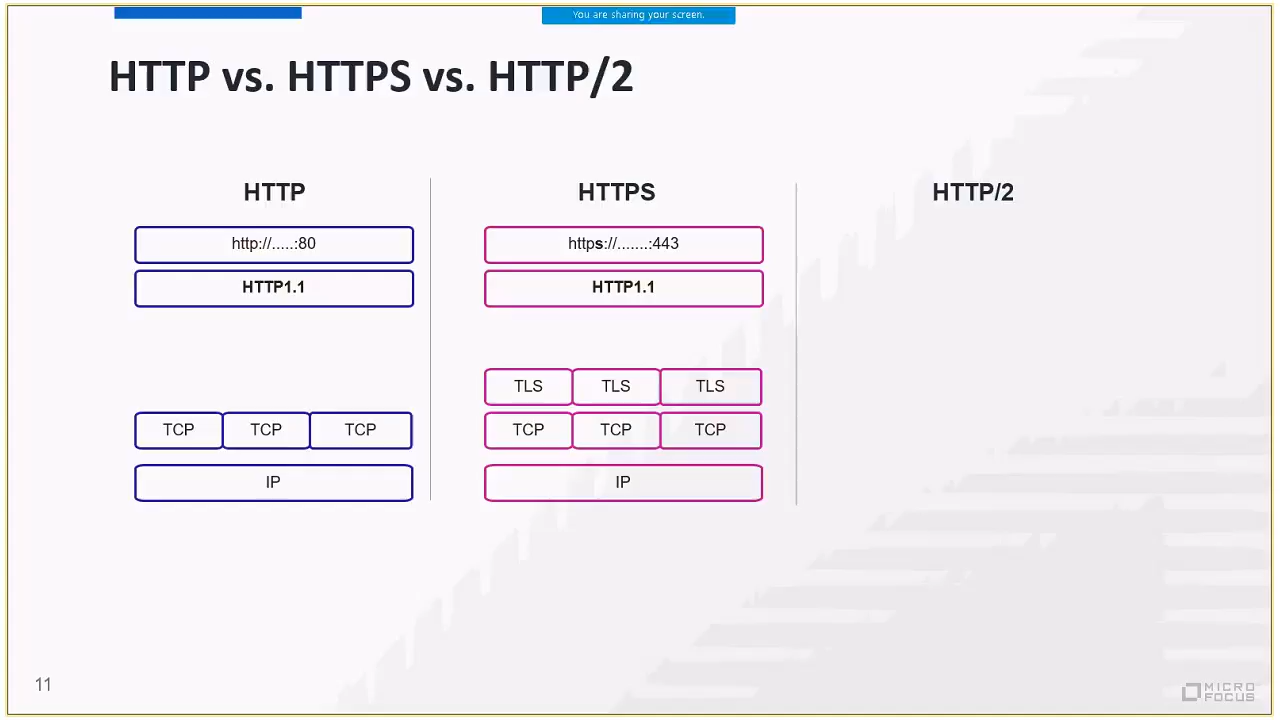 You are sharing your screen.
HTTP vs. HTTPS vs. HTTP/2
HTTP
http://.....:80
HTTP1.1
TCP TCP TCP
IP
HTTPS
https://.......:443
HTTP1.1
TLS TLS TLS
TCP TCP TCP
IP
HTTP/2
11
MICRO
FOCUS